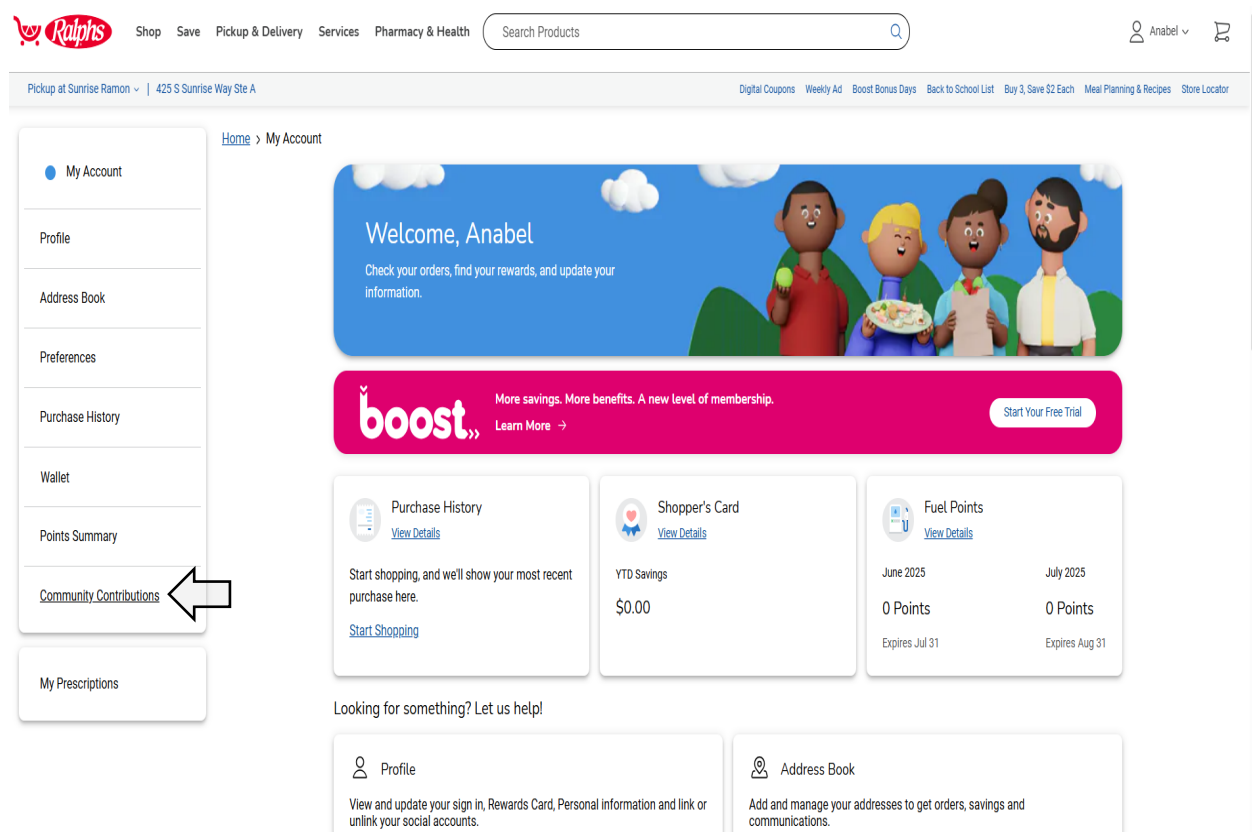 Ralphs
Shop Save Pickup & Delivery Services Pharmacy & Health Search Products Anabel
Pickup at Sunrise Ramon | 425 S Sunrise Way Ste A Digital Coupons Weekly Ad Boost Bonus Days Back to School List Buy 3, Save $2 Each Meal Planning & Recipes Store Locator
Home > My Account
My Account
Profile
Address Book
Preferences
Purchase History
Wallet
Points Summary
Community Contributions
My Prescriptions
Welcome, Anabel
Check your orders, find your rewards, and update your
information.
boost
More savings. More benefits. A new level of membership.
Learn More →
Start Your Free Trial
Purchase History
View Details
Start shopping, and we'll show your most recent
purchase here.
Start Shopping
Shopper's Card
View Details
YTD Savings
$0.00
Fuel Points
View Details
June 2025 July 2025
0 Points 0 Points
Expires Jul 31 Expires Aug 31
Looking for something? Let us help!
Profile
View and update your sign in, Rewards Card, Personal information and link or
unlink your social accounts.
Address Book
Add and manage your addresses to get orders, savings and
communications.